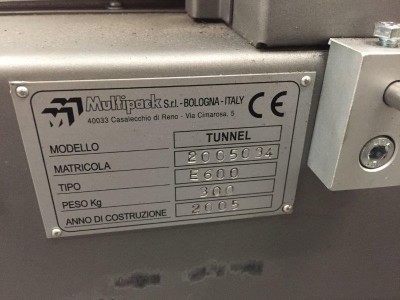 Multipack S.r.l. - BOLOGNA - ITALY CE
40033 Casalecchio di Reno - Via Cimarosa, 5
MODELLO TUNNEL
MATRICOLA 2005094
TIPO E600
PESO Kg 300
ANNO DI COSTRUZIONE 2005